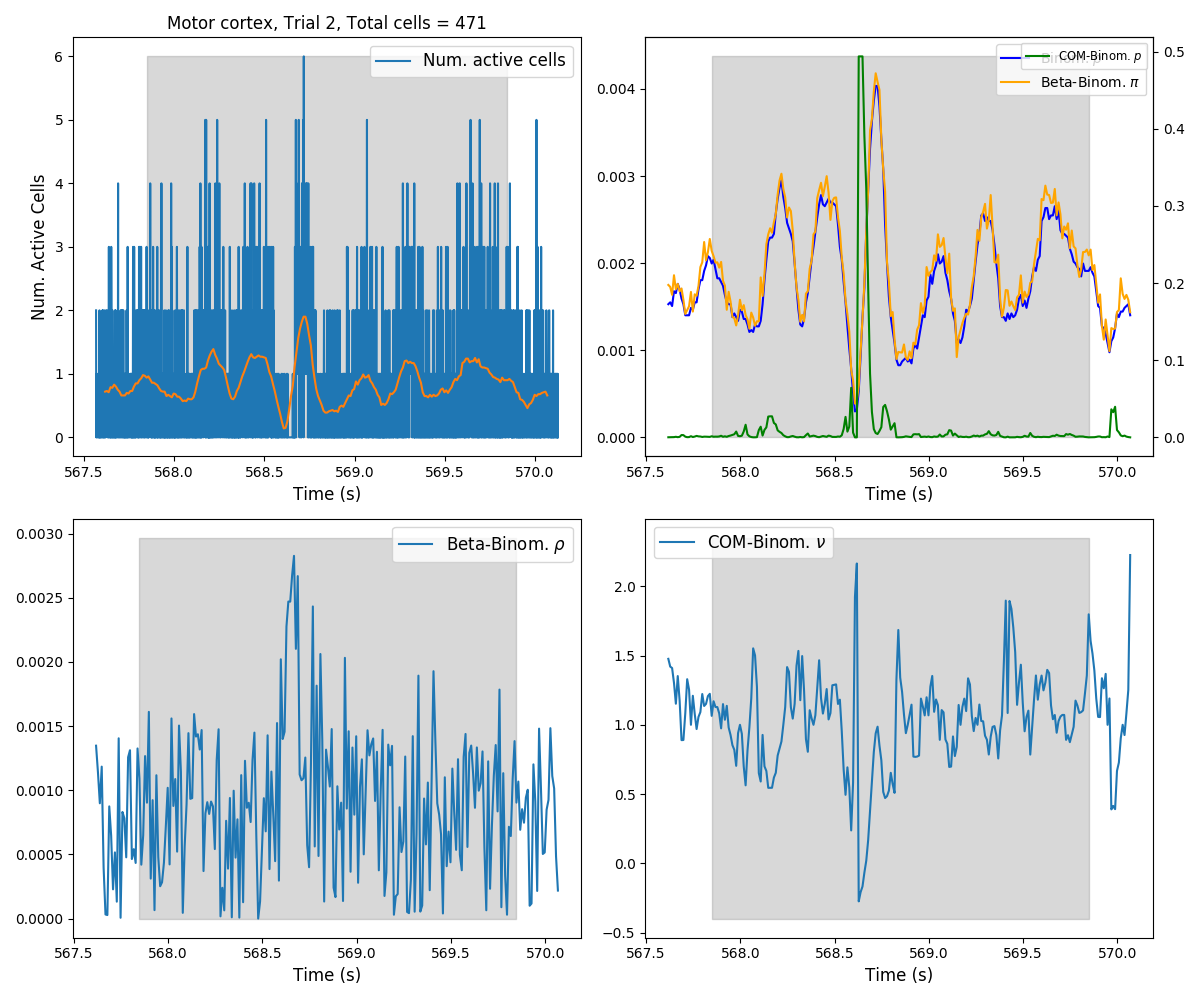 Motor cortex, Trial 2, Total cells = 471
Num. active cells
Num. Active Cells
6
5
4
3
2
1
0
567.5 568.0 568.5 569.0 569.5 570.0
Time (s)
COM-Binom. p
Beta-Binom. π
0.004
0.003
0.002
0.001
0.000
0.5
0.4
0.3
0.2
0.1
0.0
567.5 568.0 568.5 569.0 569.5 570.0
Time (s)
Beta-Binom. ρ
0.0030
0.0025
0.0020
0.0015
0.0010
0.0005
0.0000
567.5 568.0 568.5 569.0 569.5 570.0
Time (s)
COM-Binom. ν
2.0
1.5
1.0
0.5
0.0
−0.5
567.5 568.0 568.5 569.0 569.5 570.0
Time (s)